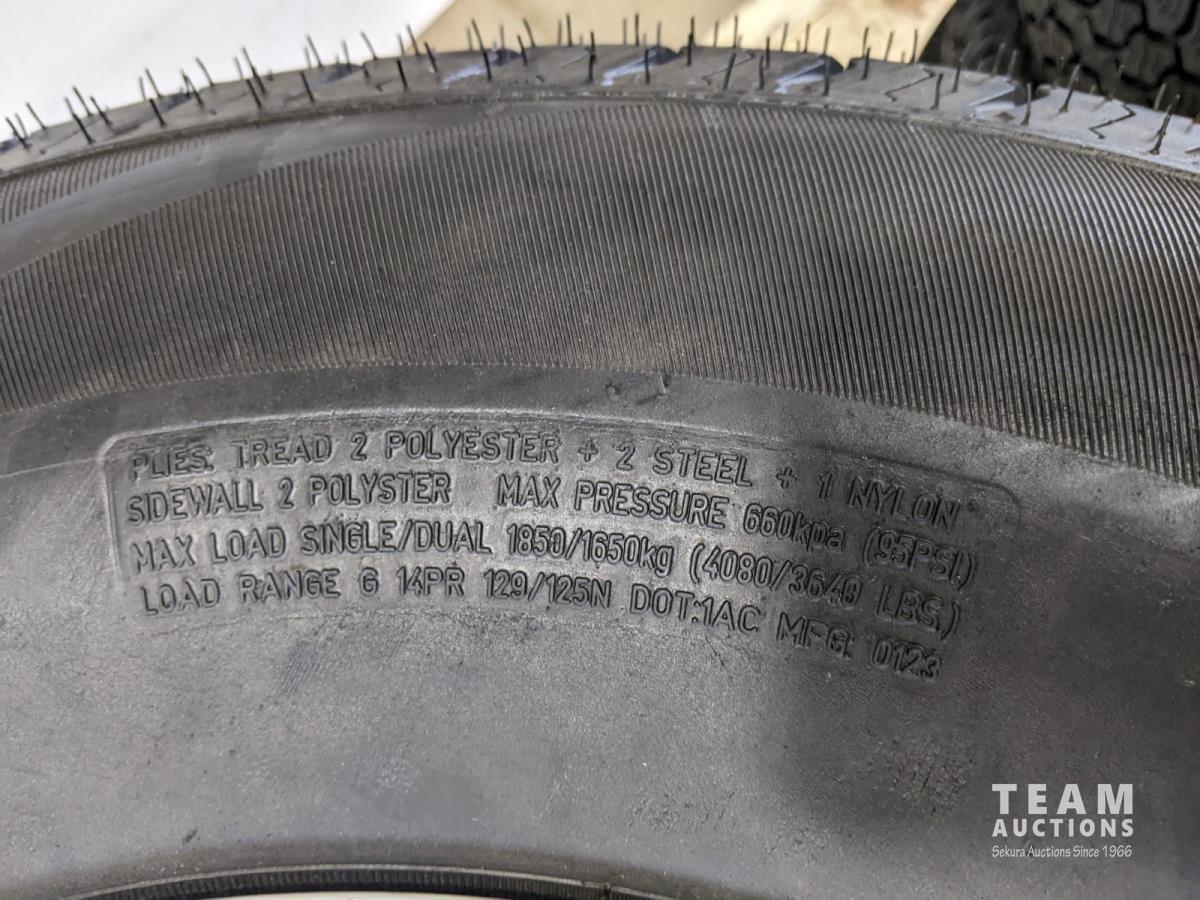 PLIES: TREAD 2 POLYESTER + 2 STEEL + 1 NYLON
SIDEWALL 2 POLYSTER MAX PRESSURE 660kpa (95PSI.)
MAX LOAD SINGLE/DUAL 1850/1650kg (4080/3640 LBS.)
LOAD RANGE G 14PR 129/125N DOT:1AC MFG: 0123
TEAM
AUCTIONS
Sekura Auctions Since 1966